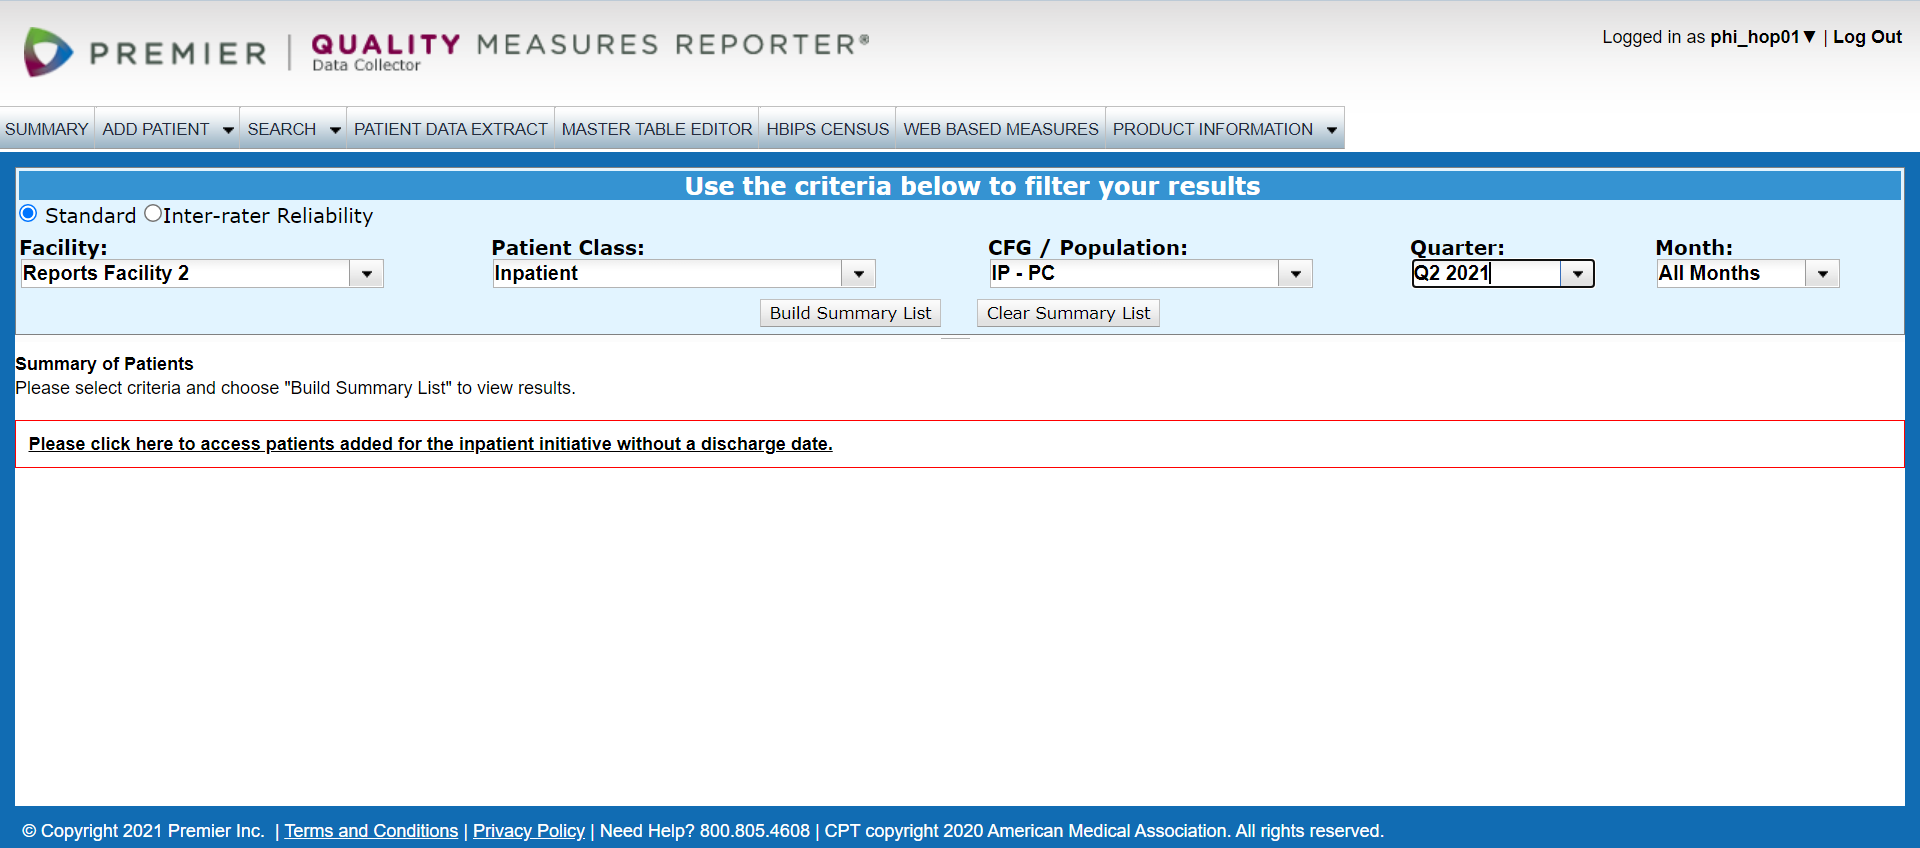 PREMIER | QUALITY MEASURES REPORTER®
Data Collector
Logged in as phi_hop01▼ | Log Out
SUMMARY ADD PATIENT SEARCH PATIENT DATA EXTRACT MASTER TABLE EDITOR HBIPS CENSUS WEB BASED MEASURES PRODUCT INFORMATION
Use the criteria below to filter your results
Standard Inter-rater Reliability
Facility: Patient Class: CFG / Population: Quarter: Month:
Reports Facility 2 Inpatient IP - PC Q2 2021 All Months
Build Summary List Clear Summary List
Summary of Patients
Please select criteria and choose "Build Summary List" to view results.
Please click here to access patients added for the inpatient initiative without a discharge date.
© Copyright 2021 Premier Inc. | Terms and Conditions | Privacy Policy | Need Help? 800.805.4608 | CPT copyright 2020 American Medical Association. All rights reserved.